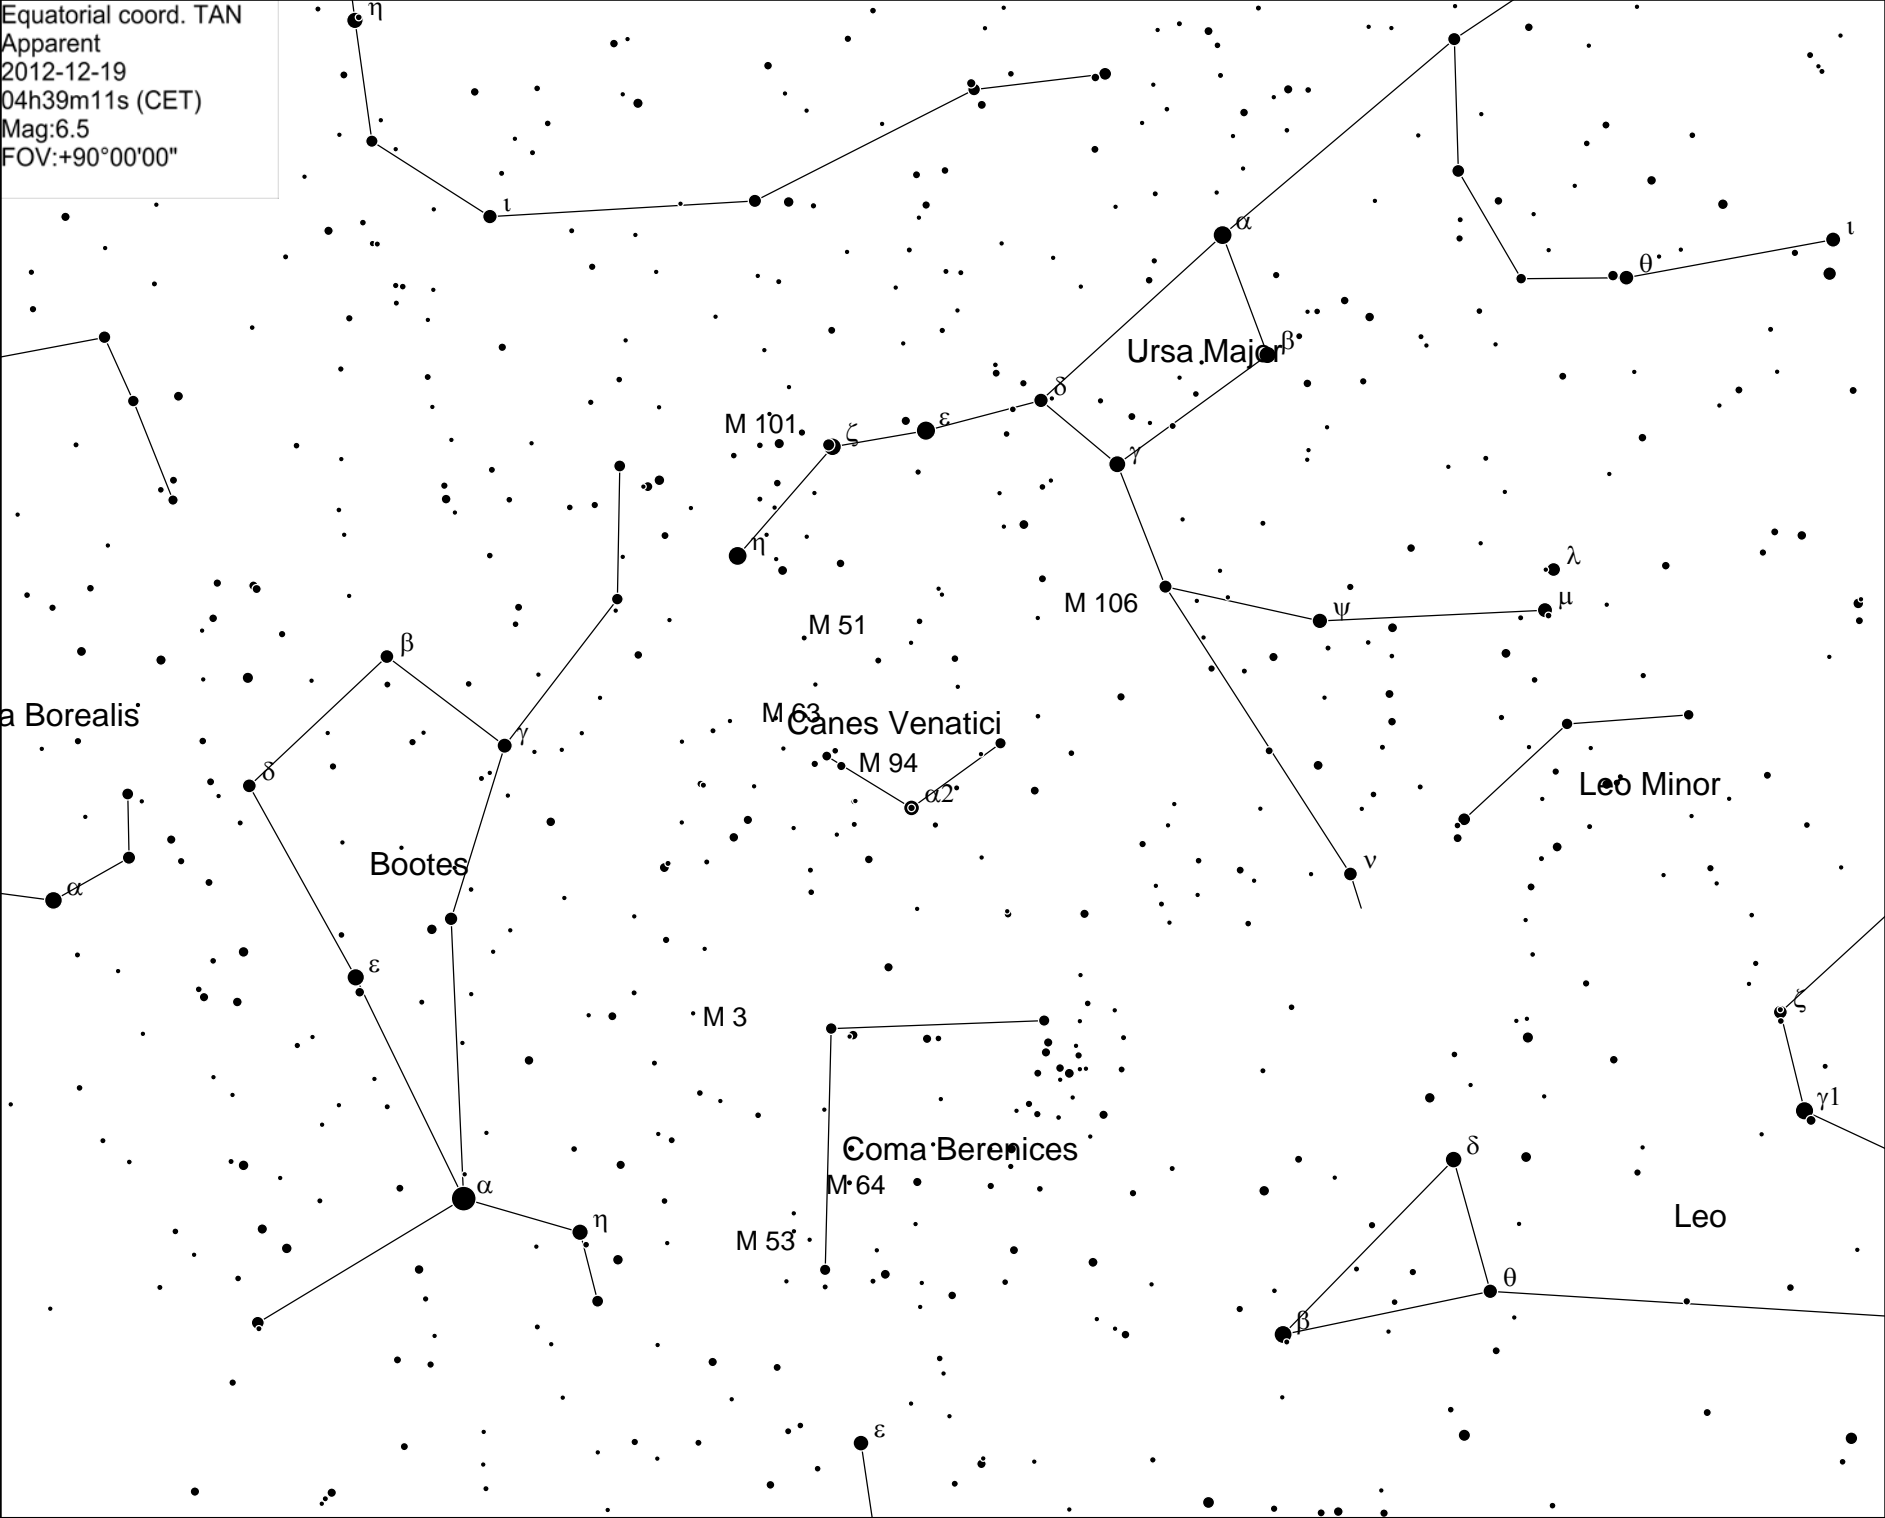 Equatorial coord. TAN
Apparent
2012-12-19
04h39m11s (CET)
Mag:6.5
FOV:+90°00'00"
η
ι
α
ι
θ
Ursa Major
β
δ
M 101
ζ
ε
γ
η
λ
M 106
ψ
μ
M 51
β
a Borealis
M 63
Canes Venatici
γ
M 94
δ
α2
Leo Minor
Bootes
ν
α
ε
ζ
M 3
γ1
Coma Berenices
δ
α
M 64
η
Leo
M 53
θ
β
ε